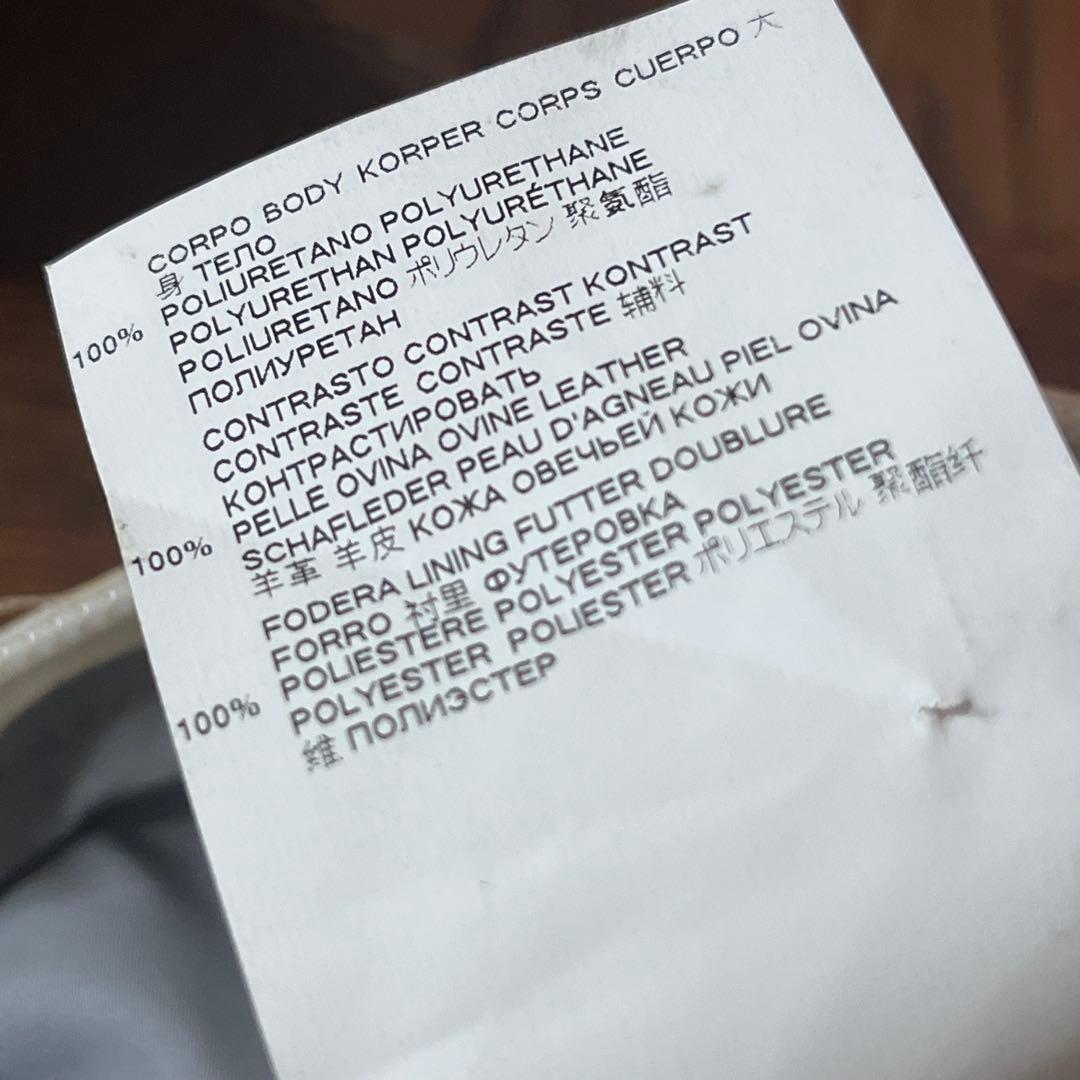 CORPO BODY KORPER CORPS CUERPO 大
身 ТЕЛО
100% POLIURETANO POLYURETHANE
POLYURETHAN POLYURÉTHANE
POLIURETANO ポリウレタン 聚氨酯
ПОЛИУРЕТАН
CONTRASTO CONTRAST KONTRAST
CONTRASTE CONTRASTE 辅料
КОНТРАСТИРОВАТЬ
100% PELLE OVINA OVINE LEATHER
SCHAFLEDER PEAU D'AGNEAU PIEL OVINA
羊革 羊皮 КОЖА ОВЕЧЬЕЙ КОЖИ
FODERA LINING FUTTER DOUBLURE
FORRO 衬里 ФУТЕРОВКА
100% POLIESTERE POLYESTER POLYESTER
POLYESTER POLIESTER ポリエステル 聚酯纤
維 ПОЛИЭСТЕР